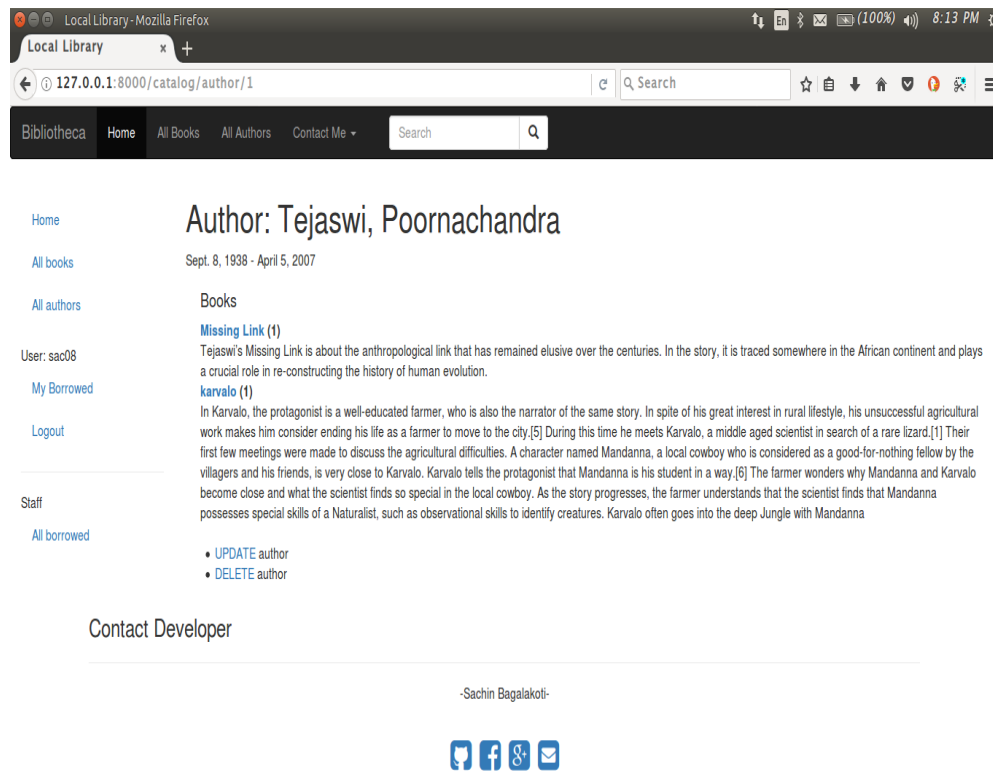 Local Library - Mozilla Firefox
En (100%) 8:13 PM
Local Library x +
127.0.0.1:8000/catalog/author/1 Search
Bibliotheca Home All Books All Authors Contact Me Search
Home
All books
All authors
User: sac08
My Borrowed
Logout
Staff
All borrowed
Author: Tejaswi, Poornachandra
Sept. 8, 1938 - April 5, 2007
Books
Missing Link (1)
Tejaswi's Missing Link is about the anthropological link that has remained elusive over the centuries. In the story, it is traced somewhere in the African continent and plays
a crucial role in re-constructing the history of human evolution.
karvalo (1)
In Karvalo, the protagonist is a well-educated farmer, who is also the narrator of the same story. In spite of his great interest in rural lifestyle, his unsuccessful agricultural
work makes him consider ending his life as a farmer to move to the city.[5] During this time he meets Karvalo, a middle aged scientist in search of a rare lizard.[1] Their
first few meetings were made to discuss the agricultural difficulties. A character named Mandanna, a local cowboy who is considered as a good-for-nothing fellow by the
villagers and his friends, is very close to Karvalo. Karvalo tells the protagonist that Mandanna is his student in a way.[6] The farmer wonders why Mandanna and Karvalo
become close and what the scientist finds so special in the local cowboy. As the story progresses, the farmer understands that the scientist finds that Mandanna
possesses special skills of a Naturalist, such as observational skills to identify creatures. Karvalo often goes into the deep Jungle with Mandanna
• UPDATE author
• DELETE author
Contact Developer
-Sachin Bagalakoti-